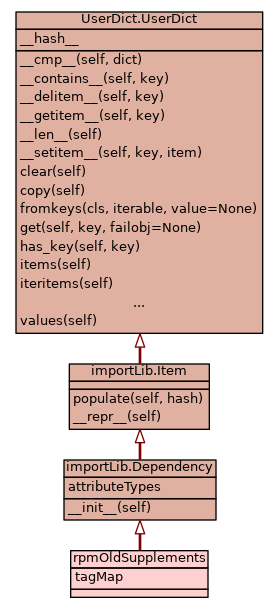 UserDict.UserDict
__hash__
__cmp__(self, dict)
__contains__(self, key)
__delitem__(self, key)
__getitem__(self, key)
__len__(self)
__setitem__(self, key, item)
clear(self)
copy(self)
fromkeys(cls, iterable, value=None)
get(self, key, failobj=None)
has_key(self, key)
items(self)
iteritems(self)
...
values(self)
importLib.Item
populate(self, hash)
__repr__(self)
importLib.Dependency
attributeTypes
__init__(self)
rpmOldSupplements
tagMap